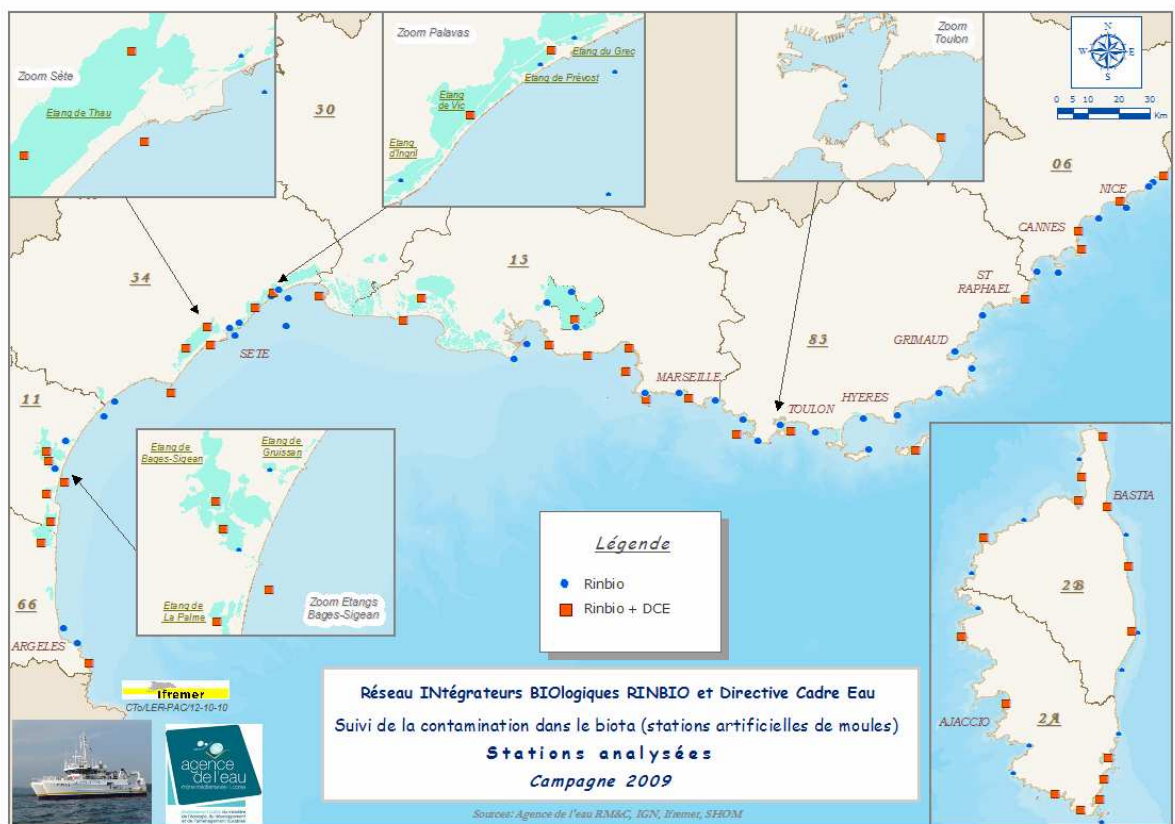 Zoom Sète
Etang de Thau
Zoom Palavas
Etang du Grec
Etang de Prévost
Etang
de Vic
Etang
d'Ingril
Zoom
Toulon
N
W E
S
0 5 10 20 30
Km
30
06
NICE
CANNES
34
13
ST
RAPHAEL
83
GRIMAUD
SETE
MARSEILLE
HYERES
TOULON
11
Etang de
Bages-Sigean
Etang de
Gruissan
Etang de
La Palme
Zoom Etangs
Bages-Sigean
66
ARGELES
Légende
Rinbio
Rinbio + DCE
BASTIA
2B
AJACCIO
2A
Ifremer
CTo/LER-PAC/12-10-10
agence
de l'eau
Réseau INtégrateurs BIOlogiques RINBIO et Directive Cadre Eau
Suivi de la contamination dans le biota (stations artificielles de moules)
Stations analysées
Campagne 2009
Sources: Agence de l'eau RM&C, IGN, Ifremer, SHOM